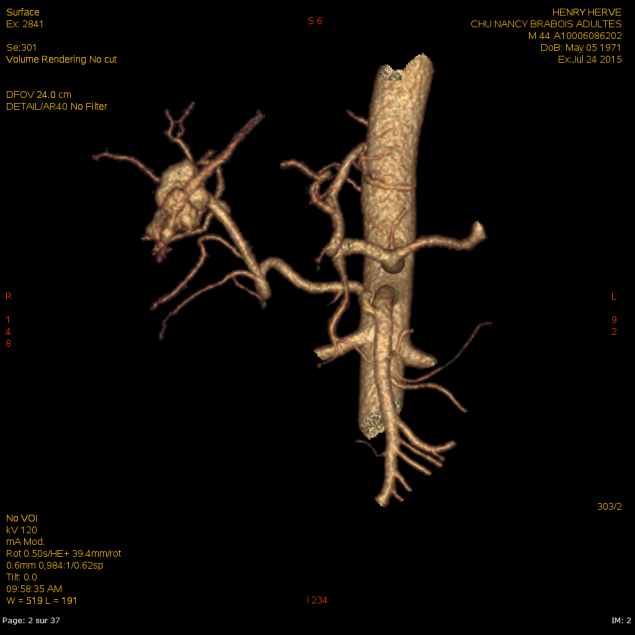 Surface
Ex: 2841
Se:301
Volume Rendering No cut
DFOV 24.0 cm
DETAIL/AR40 No Filter
S 6
HENRY HERVE
CHU NANCY BRABOIS ADULTES
M 44 A10006086202
DoB: May 05 1971
Ex:Jul 24 2015
R
1
4
8
L
9
2
No VOI
kV 120
mA Mod.
Rot 0.50s/HE+ 39.4mm/rot
0.6mm 0,984:1/0.62sp
Tilt: 0.0
09:58:35 AM
W = 519 L = 191
I 234
303/2
Page: 2 sur 37
IM: 2